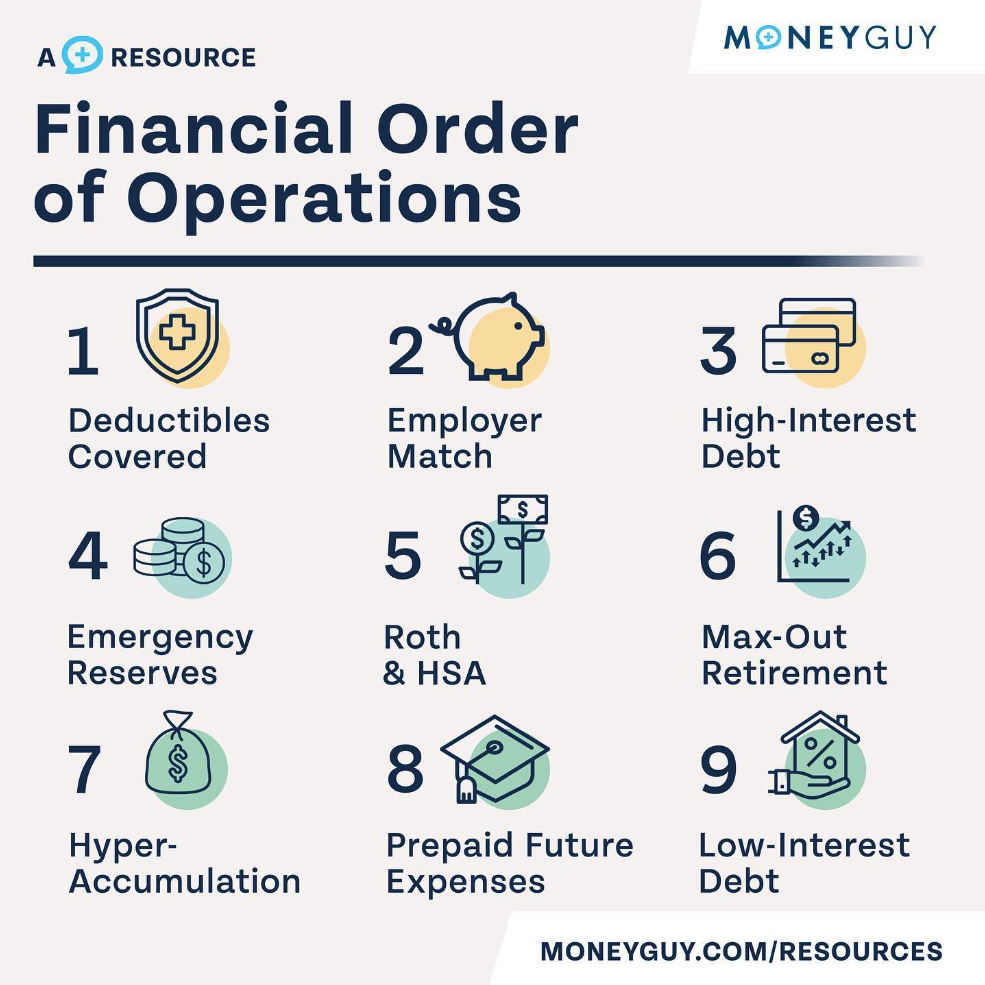 A RESOURCE
MONEYGUY
Financial Order
of Operations
1
Deductibles
Covered
2
Employer
Match
3
High-Interest
Debt
4
Emergency
Reserves
5
Roth
& HSA
6
Max-Out
Retirement
7
Hyper-
Accumulation
8
Prepaid Future
Expenses
9
Low-Interest
Debt
MONEYGUY.COM/RESOURCES